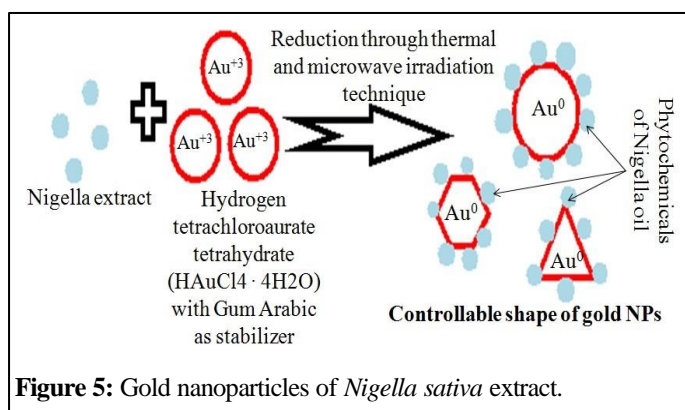 Reduction through thermal
and microwave irradiation
technique
Au+3
Au+3
Au+3
Nigella extract
Hydrogen
tetrachloroaurate
tetrahydrate
(HAuCl4 · 4H2O)
with Gum Arabic
as stabilizer
Au0
Au0
Au0
Phytochemicals
of Nigella oil
Controllable shape of gold NPs
Figure 5: Gold nanoparticles of Nigella sativa extract.